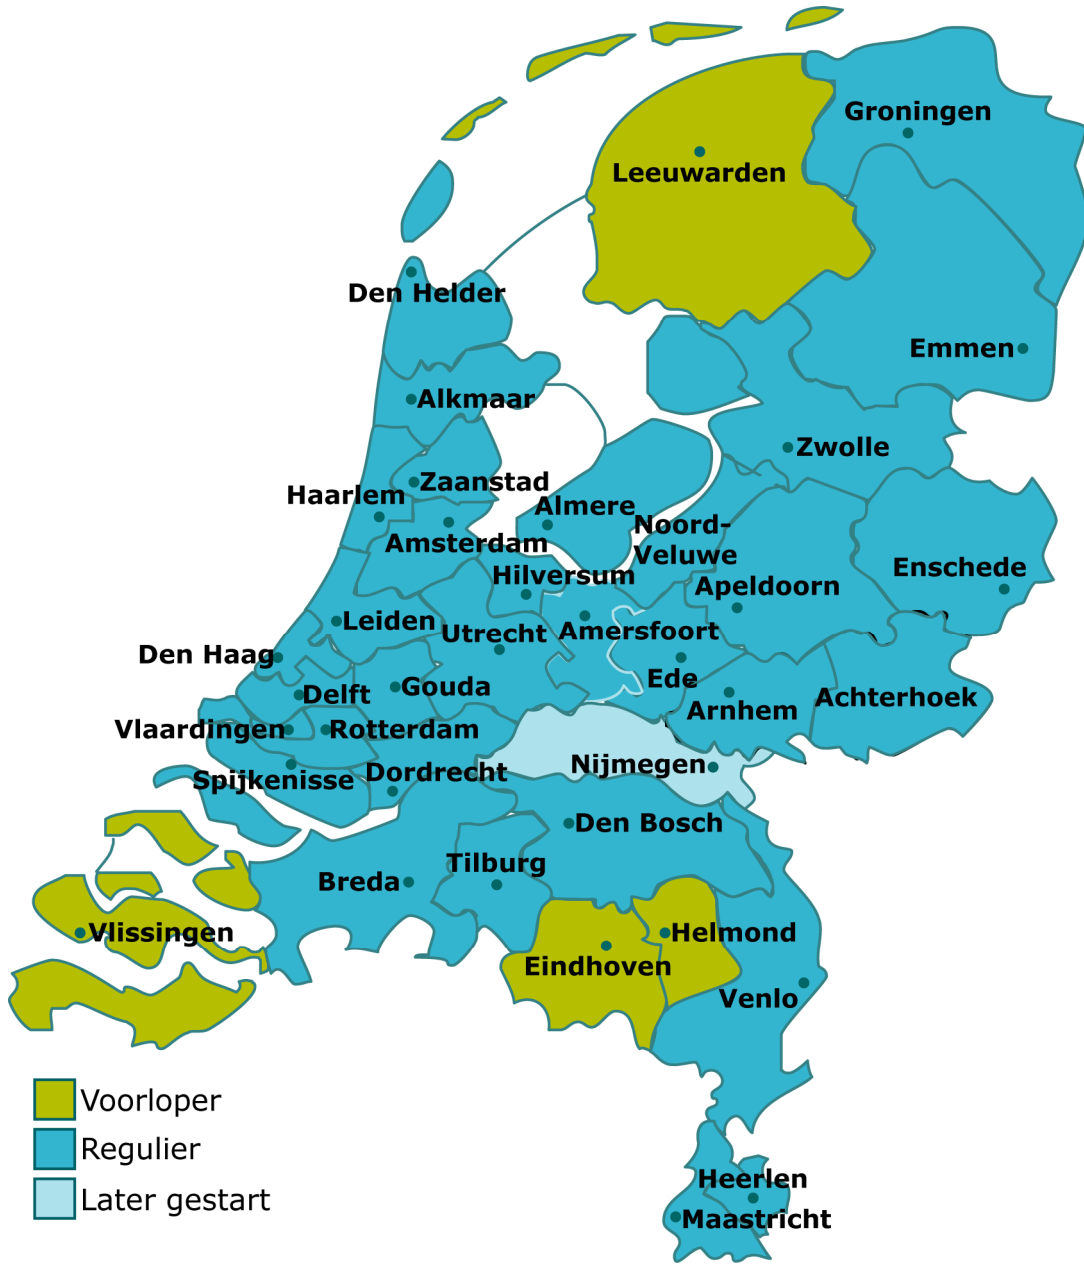 Groningen
Leeuwarden
Den Helder
Emmen
Alkmaar
Zwolle
Zaanstad
Haarlem
Almere
Noord-
Veluwe
Amsterdam
Hilversum
Enschede
Apeldoorn
Leiden
Utrecht
Amersfoort
Den Haag
Ede
Delft
Gouda
Achterhoek
Arnhem
Vlaardingen
Rotterdam
Nijmegen
Spijkenisse
Dordrecht
Den Bosch
Tilburg
Breda
Vlissingen
Helmond
Eindhoven
Venlo
Voorloper
Regulier
Later gestart
Heerlen
Maastricht